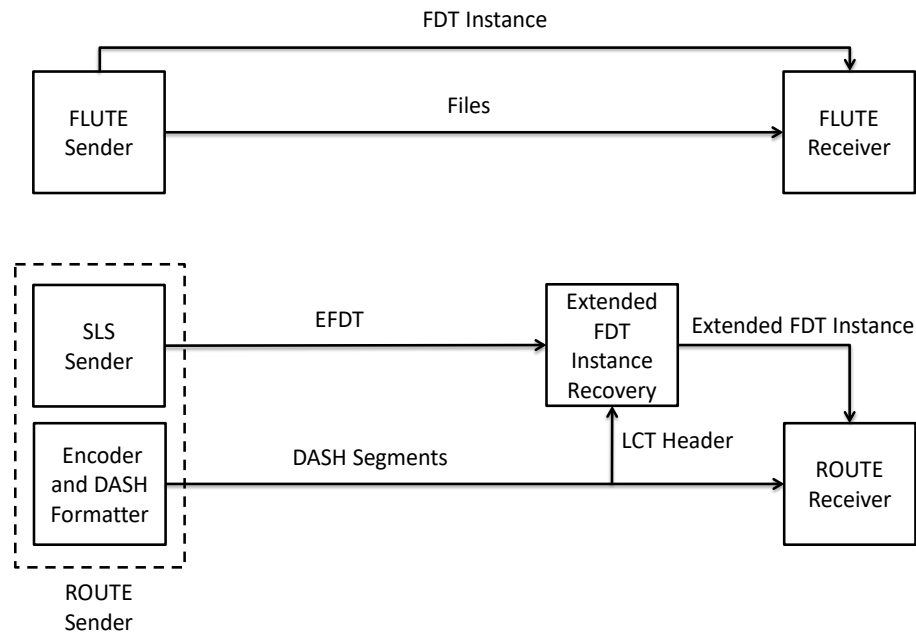 FDT Instance
FLUTE
Sender
Files
FLUTE
Receiver
SLS
Sender
EFDT
Extended
FDT
Instance
Recovery
Extended FDT Instance
Encoder
and DASH
Formatter
DASH Segments
LCT Header
ROUTE
Receiver
ROUTE
Sender